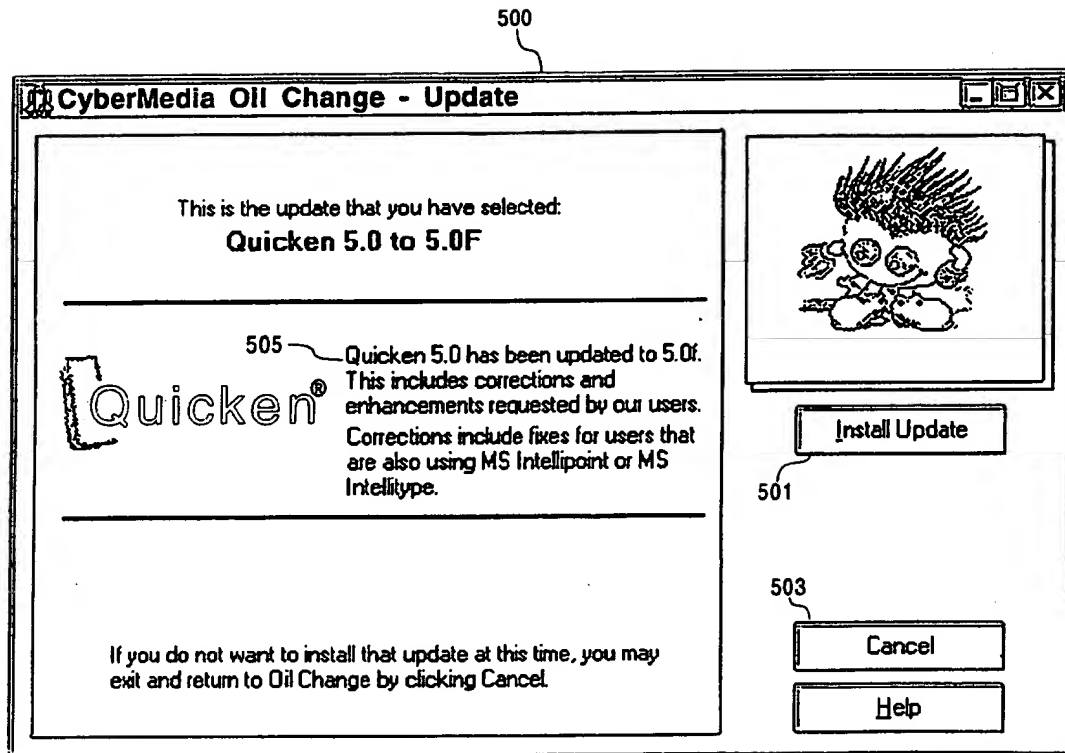 500
CyberMedia Oil Change - Update
This is the update that you have selected:
Quicken 5.0 to 5.0F
505
Quicken®
Quicken 5.0 has been updated to 5.0f.
This includes corrections and
enhancements requested by our users.
Corrections include fixes for users that
are also using MS Intellipoint or MS
Intellitype.
Install Update
501
503
If you do not want to install that update at this time, you may
exit and return to Oil Change by clicking Cancel.
Cancel
Help